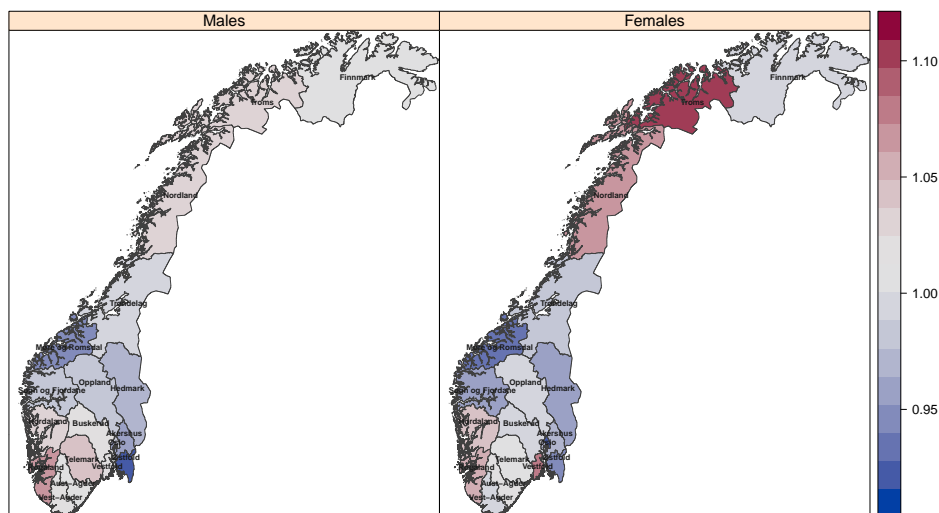 Males
Females
Finnmark
Troms
Nordland
Trøndelag
Møre og Romsdal
Sogn og Fjordane
Oppland
Hedmark
Hordaland
Buskerud
Akershus
Oslo
Østfold
Vestfold
Telemark
Rogaland
Aust−Agder
Vest−Agder
Finnmark
Troms
Nordland
Trøndelag
Møre og Romsdal
Sogn og Fjordane
Oppland
Hedmark
Hordaland
Buskerud
Akershus
Oslo
Østfold
Vestfold
Telemark
Rogaland
Aust−Agder
Vest−Agder
1.10
1.05
1.00
0.95